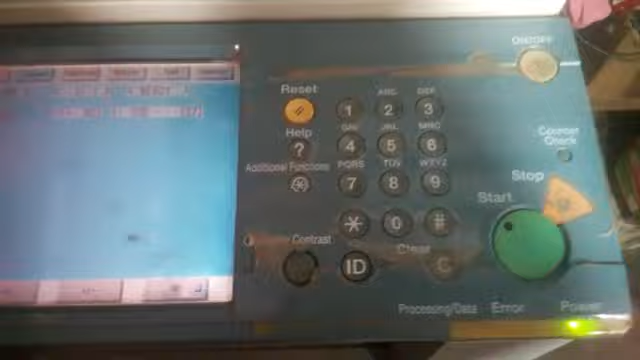 ON/OFF
Reset
ABC DEF
1 2 3
Help
GHI JKL MNO
? 4 5 6
Counter
Check
Additional Functions PQRS TUV WXYZ
7 8 9
Stop
Start
* 0 #
Contrast Clear
ID C
Processing/Data Error Power